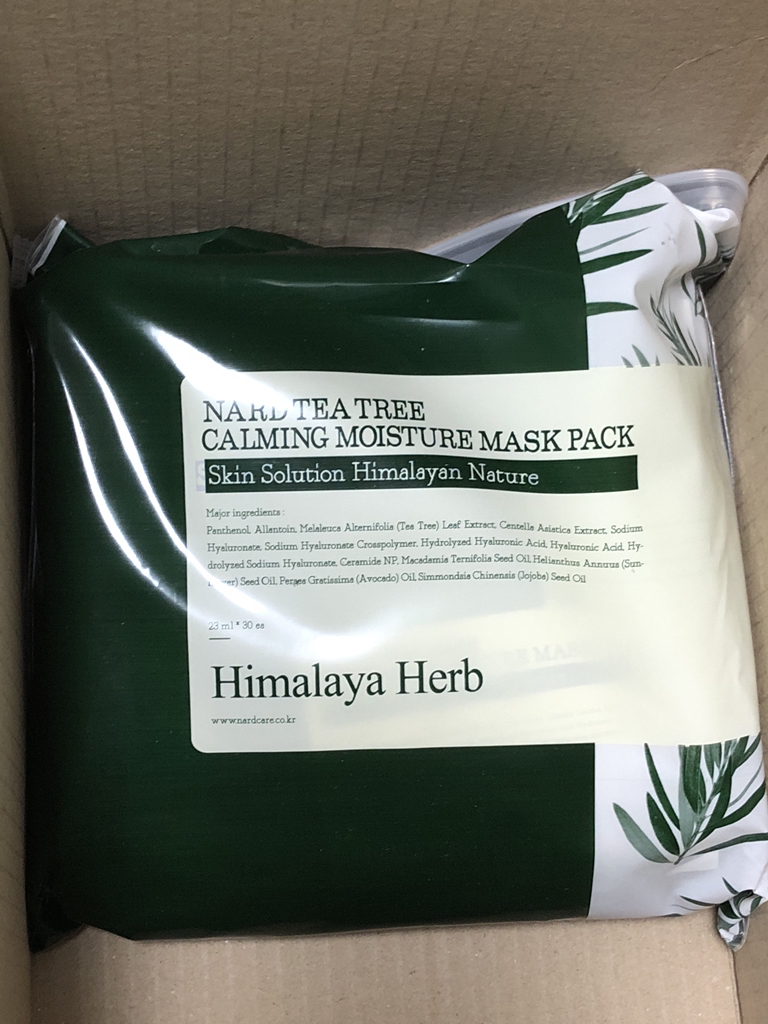 NARD TEA TREE
CALMING MOISTURE MASK PACK
Skin Solution Himalayan Nature
Major ingredients :
Panthenol, Allantoin, Melaleuca Alternifolia (Tea Tree) Leaf Extract, Centella Asiatica Extract, Sodium
Hyaluronate, Sodium Hyaluronate Crosspolymer, Hydrolyzed Hyaluronic Acid, Hyaluronic Acid, Hy-
drolyzed Sodium Hyaluronate, Ceramide NP, Macadamia Ternifolia Seed Oil, Helianthus Annuus (Sun-
flower) Seed Oil, Persea Gratissima (Avocado) Oil, Simmondsia Chinensis (Jojoba) Seed Oil
23 ml * 30 ea
Himalaya Herb
www.nardcare.co.kr